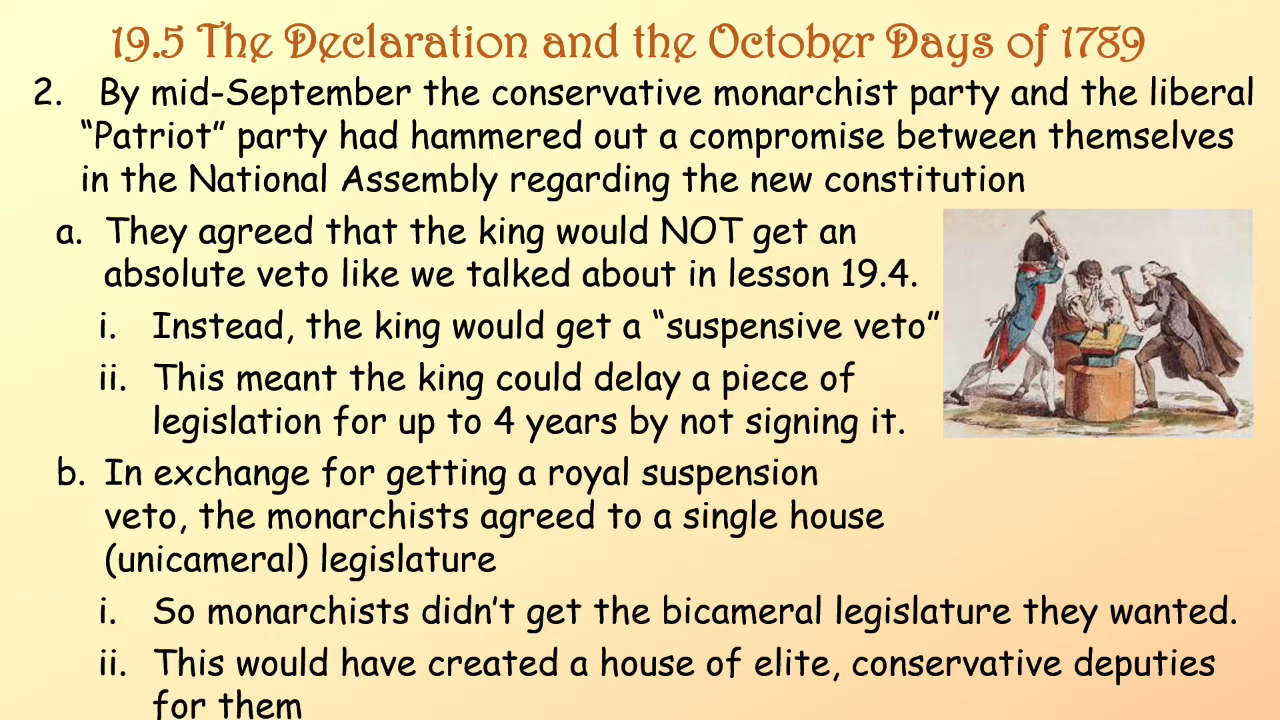 19.5 The Declaration and the October Days of 1789
2. By mid-September the conservative monarchist party and the liberal
“Patriot” party had hammered out a compromise between themselves
in the National Assembly regarding the new constitution
a. They agreed that the king would NOT get an
absolute veto like we talked about in lesson 19.4.
i. Instead, the king would get a “suspensive veto”
ii. This meant the king could delay a piece of
legislation for up to 4 years by not signing it.
b. In exchange for getting a royal suspension
veto, the monarchists agreed to a single house
(unicameral) legislature
i. So monarchists didn’t get the bicameral legislature they wanted.
ii. This would have created a house of elite, conservative deputies
for them